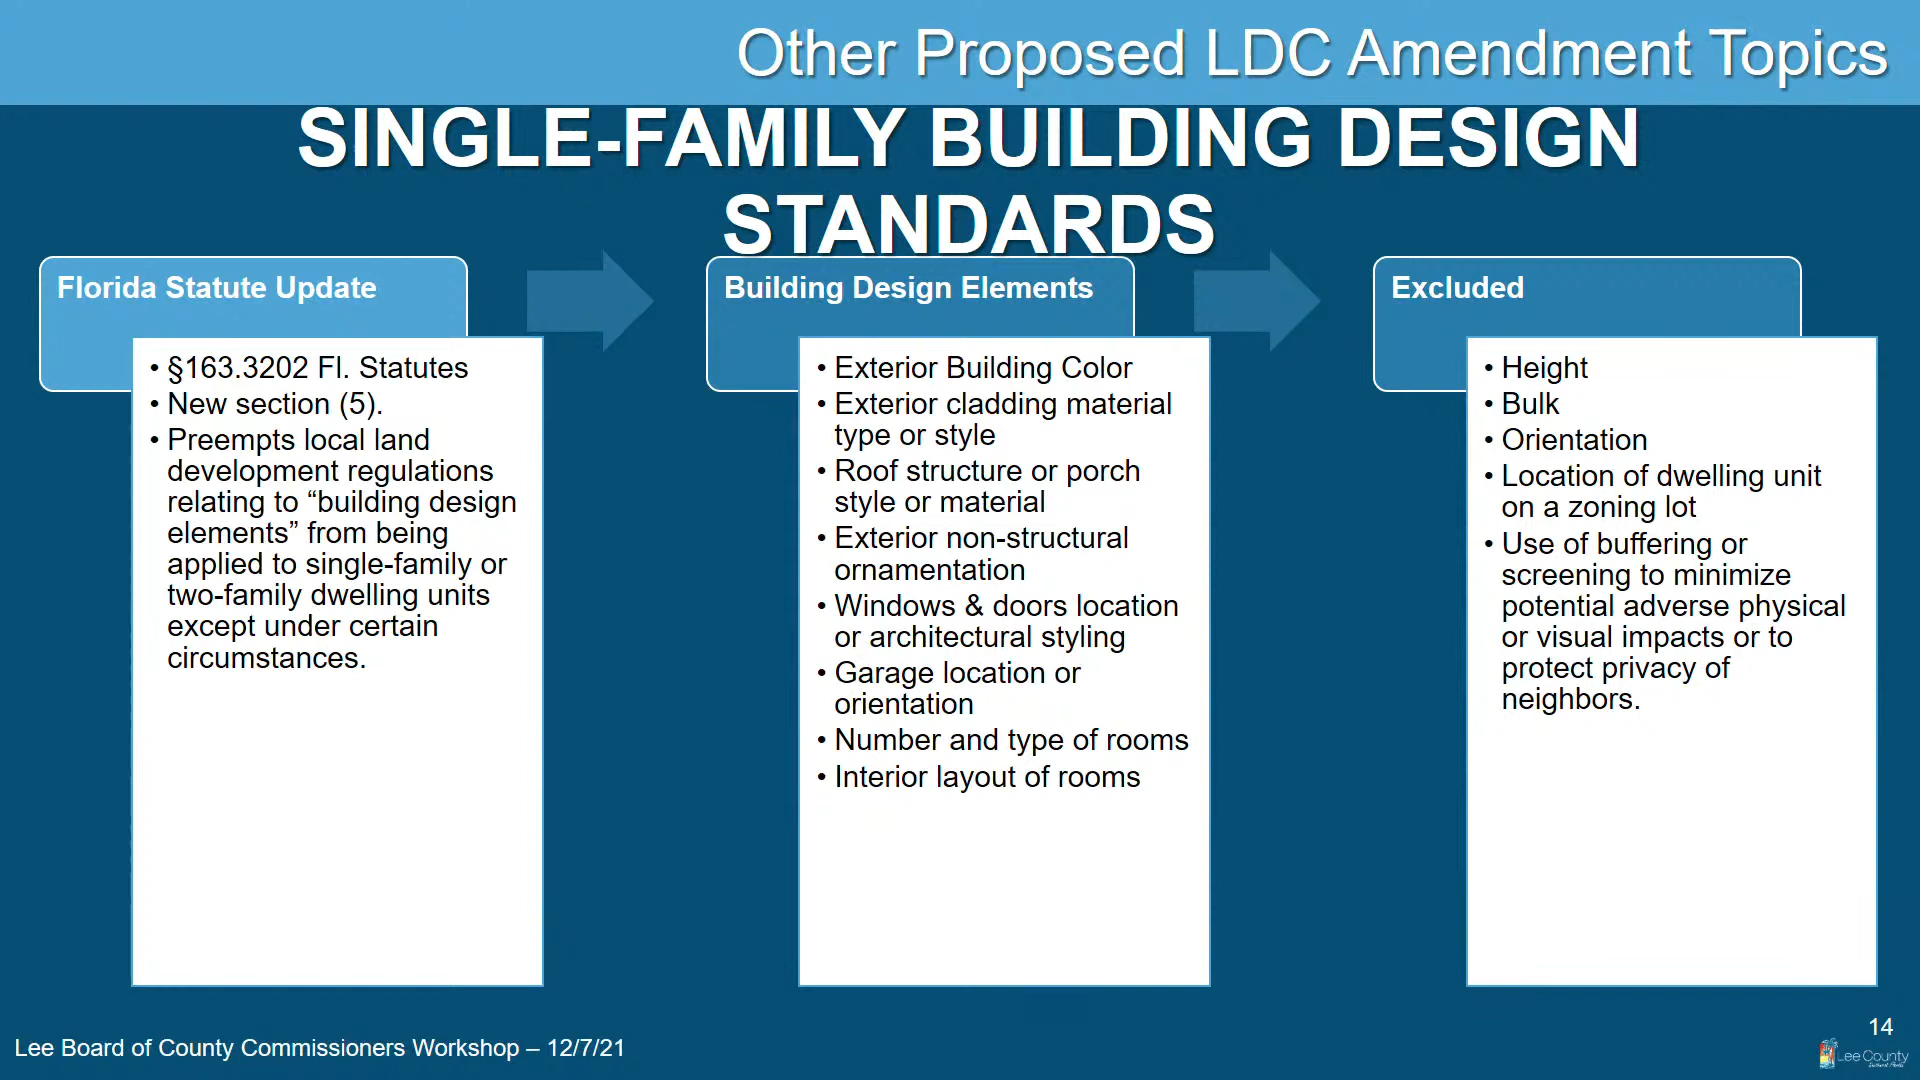 Other Proposed LDC Amendment Topics
SINGLE-FAMILY BUILDING DESIGN
STANDARDS
Florida Statute Update
• §163.3202 Fl. Statutes
• New section (5).
• Preempts local land
development regulations
relating to “building design
elements” from being
applied to single-family or
two-family dwelling units
except under certain
circumstances.
Building Design Elements
• Exterior Building Color
• Exterior cladding material
type or style
• Roof structure or porch
style or material
• Exterior non-structural
ornamentation
• Windows & doors location
or architectural styling
• Garage location or
orientation
• Number and type of rooms
• Interior layout of rooms
Excluded
• Height
• Bulk
• Orientation
• Location of dwelling unit
on a zoning lot
• Use of buffering or
screening to minimize
potential adverse physical
or visual impacts or to
protect privacy of
neighbors.
Lee Board of County Commissioners Workshop – 12/7/21
14
Lee County